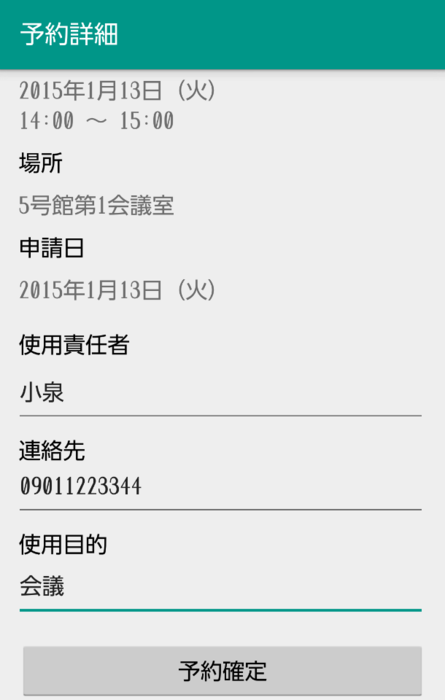 予約詳細
2015年1月13日（火）
14:00 ～ 15:00
場所
5号館第1会議室
申請日
2015年1月13日（火）
使用責任者
小泉
連絡先
09011223344
使用目的
会議
予約確定